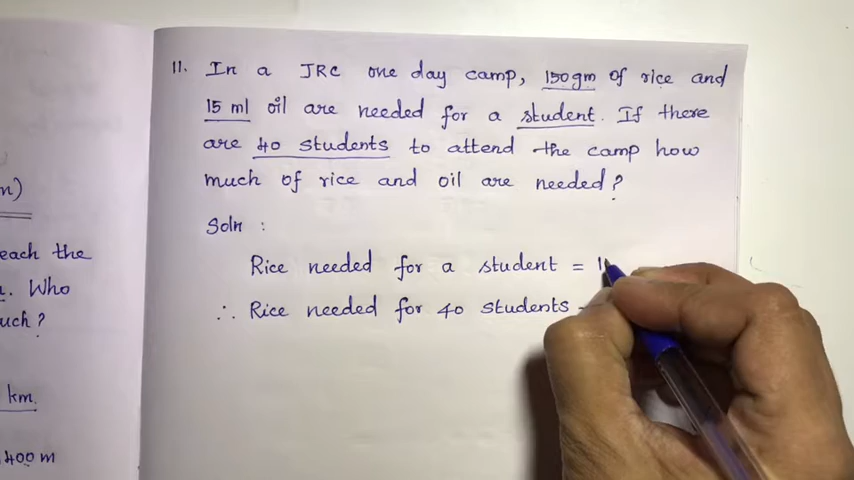 m)
each the
. Who
uch?
km.
400 m
11. In a JRC one day camp, 150gm of rice and
15 ml oil are needed for a student. If there
are 40 students to attend the camp how
much of rice and oil are needed?
Soln :
Rice needed for a student = 1
∴ Rice needed for 40 students